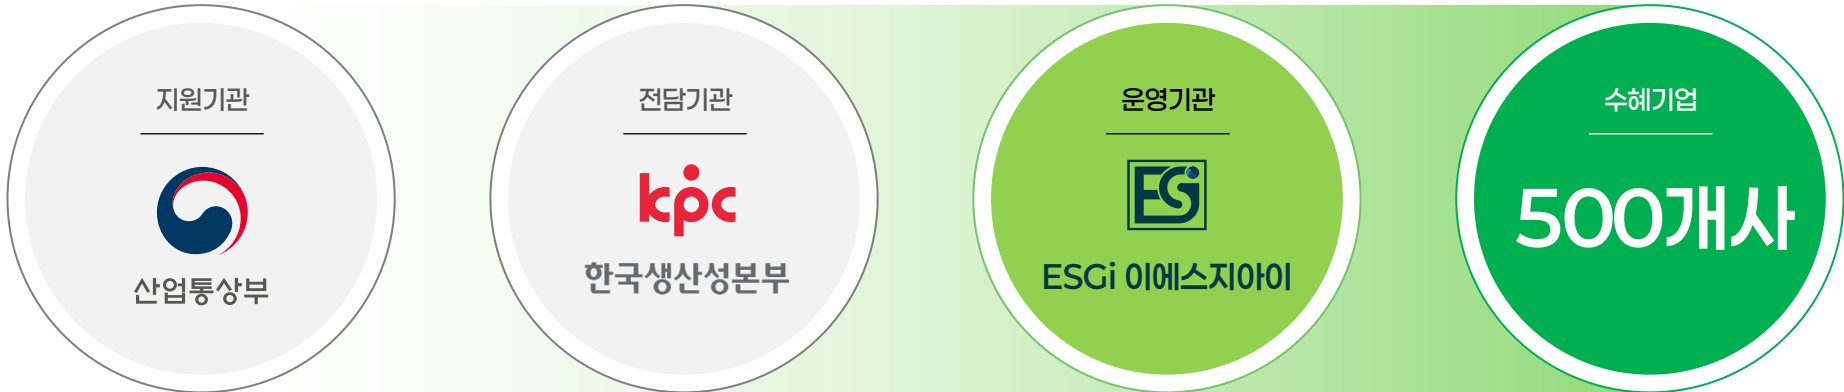 지원기관
산업통상부
전담기관
kpc
한국생산성본부
운영기관
ESGi
ESGi 이에스지아이
수혜기업
500개사